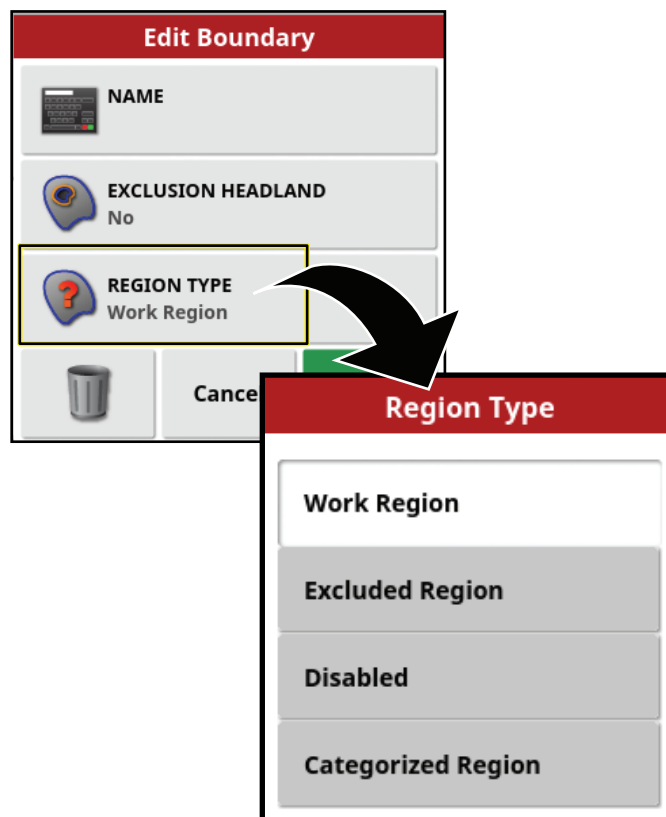 Edit Boundary
NAME
EXCLUSION HEADLAND
No
REGION TYPE
Work Region
Cance
Region Type
Work Region
Excluded Region
Disabled
Categorized Region